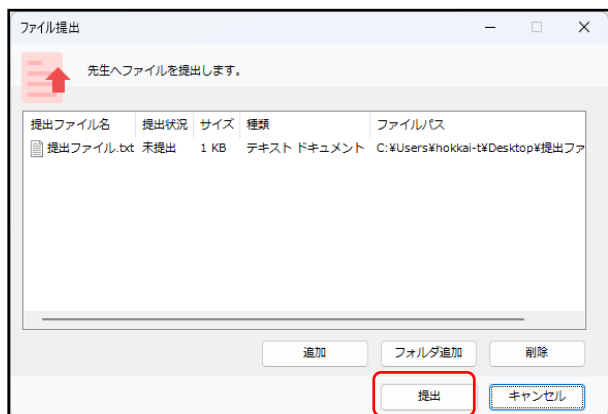 ファイル提出
先生へファイルを提出します。
提出ファイル名 提出状況 サイズ 種類 ファイルパス
提出ファイル.txt 未提出 1 KB テキスト ドキュメント C:¥Users¥hokkai-t¥Desktop¥提出ファ
追加 フォルダ追加 削除
提出 キャンセル